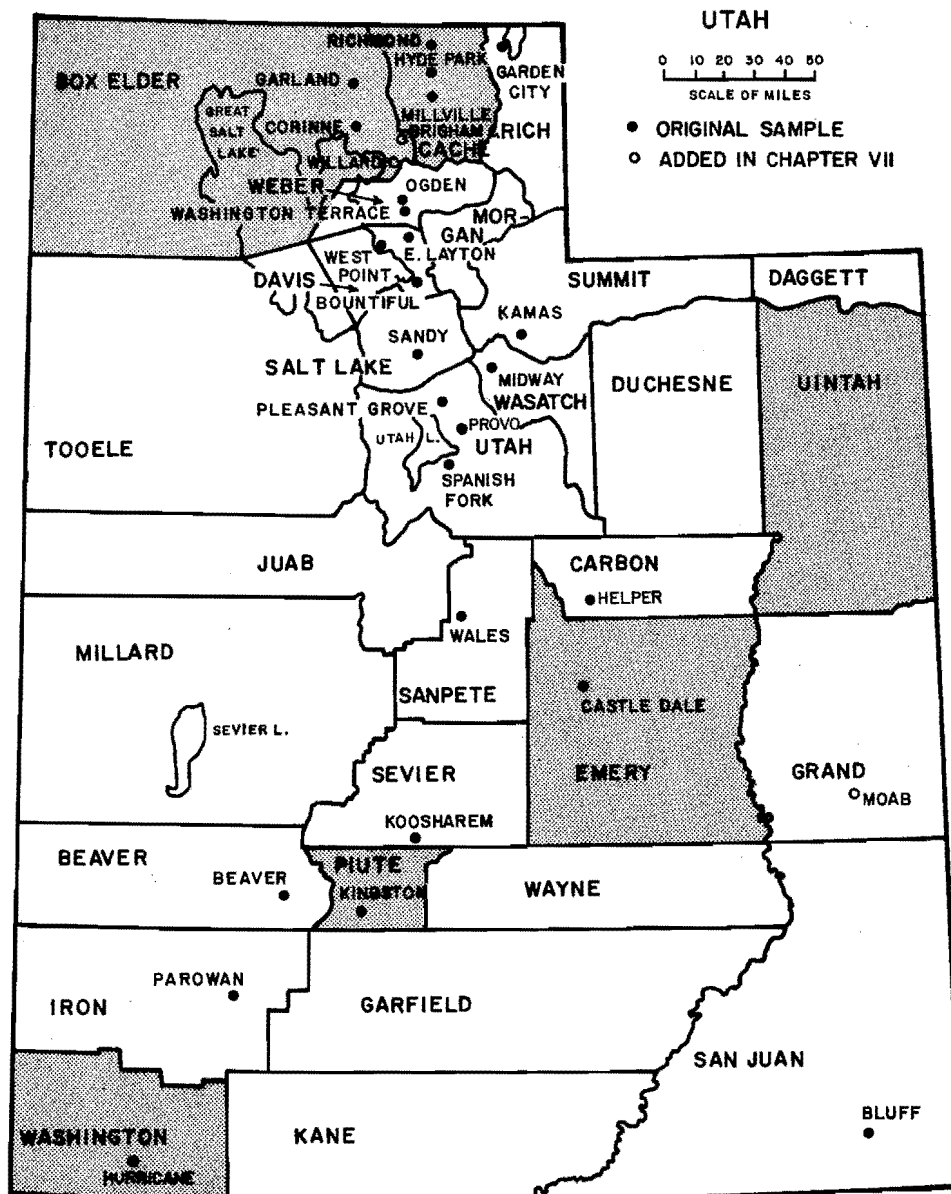 UTAH
0 10 20 30 40 50
SCALE OF MILES
● ORIGINAL SAMPLE
○ ADDED IN CHAPTER VII
RICHMOND
HYDE PARK
GARDEN
CITY
BOX ELDER
GARLAND
GREAT
SALT
LAKE
CORINNE
MILLVILLE
BRIGHAM
CACHE
RICH
WILLARD
WEBER
OGDEN
WASHINGTON TERRACE
MOR-
GAN
E. LAYTON
WEST
POINT
DAVIS
BOUNTIFUL
SUMMIT
DAGGETT
KAMAS
SANDY
SALT LAKE
MIDWAY
WASATCH
DUCHESNE
UINTAH
PLEASANT GROVE
PROVO
UTAH L.
UTAH
TOOELE
SPANISH
FORK
JUAB
CARBON
HELPER
WALES
MILLARD
SANPETE
CASTLE DALE
SEVIER L.
SEVIER
EMERY
GRAND
MOAB
KOOSHAREM
BEAVER
BEAVER
PIUTE
KINGSTON
WAYNE
PAROWAN
IRON
GARFIELD
SAN JUAN
BLUFF
WASHINGTON
HURRICANE
KANE